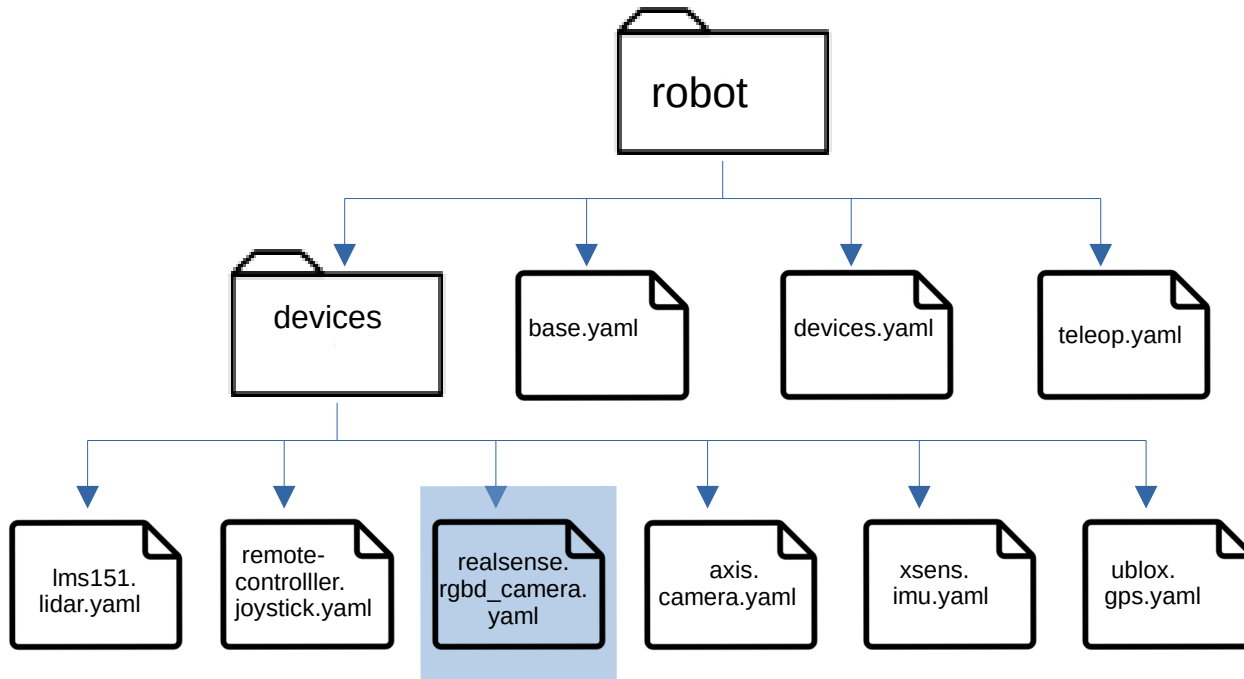 robot
devices
base.yaml
devices.yaml
teleop.yaml
lms151.
lidar.yaml
remote-
controlller.
joystick.yaml
realsense.
rgbd_camera.
yaml
axis.
camera.yaml
xsens.
imu.yaml
ublox.
gps.yaml